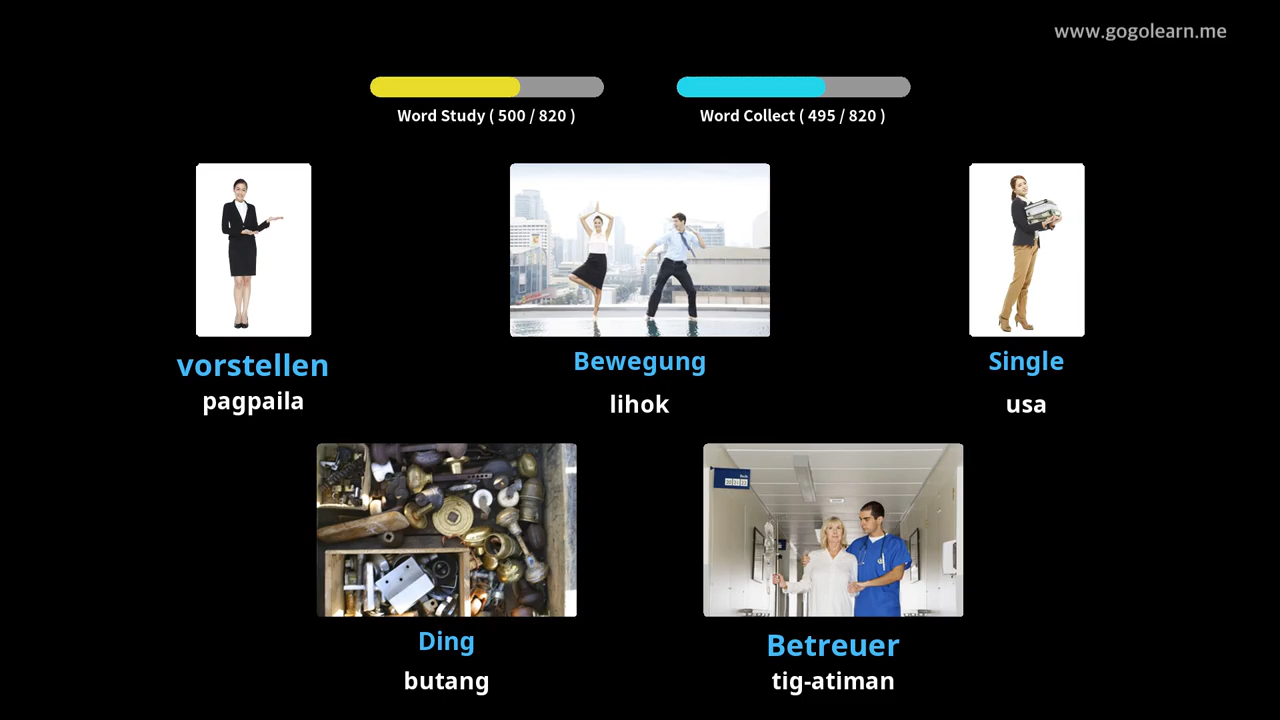 www.gogolearn.me
Word Study ( 500 / 820 )
Word Collect ( 495 / 820 )
vorstellen
pagpaila
Bewegung
lihok
Single
usa
Ding
butang
Betreuer
tig-atiman